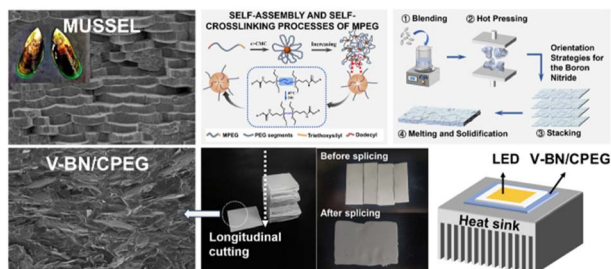 MUSSEL
SELF-ASSEMBLY AND SELF-
CROSSLINKING PROCESSES OF MPEG
c>CMC
Increasing
MPEG
PEG segments
Triethoxysilyl
Dodecyl
① Blending
② Hot Pressing
Orientation
Strategies for
the Boron
Nitride
④ Melting and Solidification
③ Stacking
V-BN/CPEG
Longitudinal
cutting
Before splicing
After splicing
LED
V-BN/CPEG
Heat sink